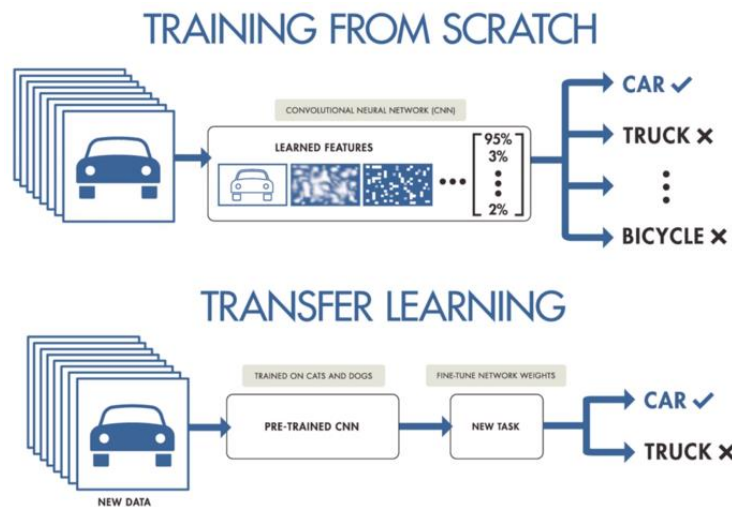 TRAINING FROM SCRATCH
CONVOLUTIONAL NEURAL NETWORK (CNN)
LEARNED FEATURES
95%
3%
2%
CAR ✓
TRUCK ✕
BICYCLE ✕
TRANSFER LEARNING
TRAINED ON CATS AND DOGS
FINE-TUNE NETWORK WEIGHTS
PRE-TRAINED CNN
NEW TASK
CAR ✓
TRUCK ✕
NEW DATA